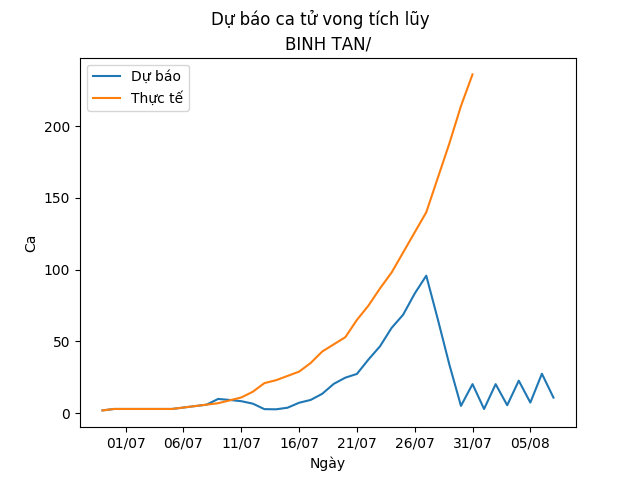 Dự báo ca tử vong tích lũy
BINH TAN/
Dự báo
Thực tế
Ca
200
150
100
50
0
01/07 06/07 11/07 16/07 21/07 26/07 31/07 05/08
Ngày